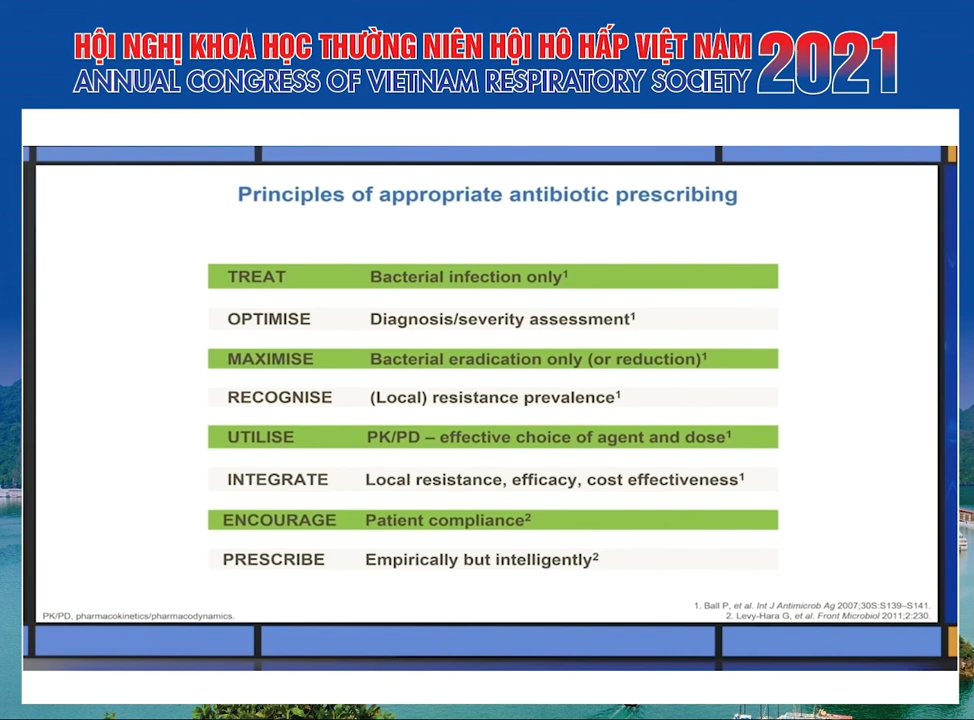 HỘI NGHỊ KHOA HỌC THƯỜNG NIÊN HỘI HÔ HẤP VIỆT NAM 2021
ANNUAL CONGRESS OF VIETNAM RESPIRATORY SOCIETY
Principles of appropriate antibiotic prescribing
TREAT Bacterial infection only¹
OPTIMISE Diagnosis/severity assessment¹
MAXIMISE Bacterial eradication only (or reduction)¹
RECOGNISE (Local) resistance prevalence¹
UTILISE PK/PD – effective choice of agent and dose¹
INTEGRATE Local resistance, efficacy, cost effectiveness¹
ENCOURAGE Patient compliance²
PRESCRIBE Empirically but intelligently²
1. Ball P, et al. Int J Antimicrob Ag 2007;30S:S139–S141.
PK/PD, pharmacokinetics/pharmacodynamics.
2. Levy-Hara G, et al. Front Microbiol 2011;2:230.